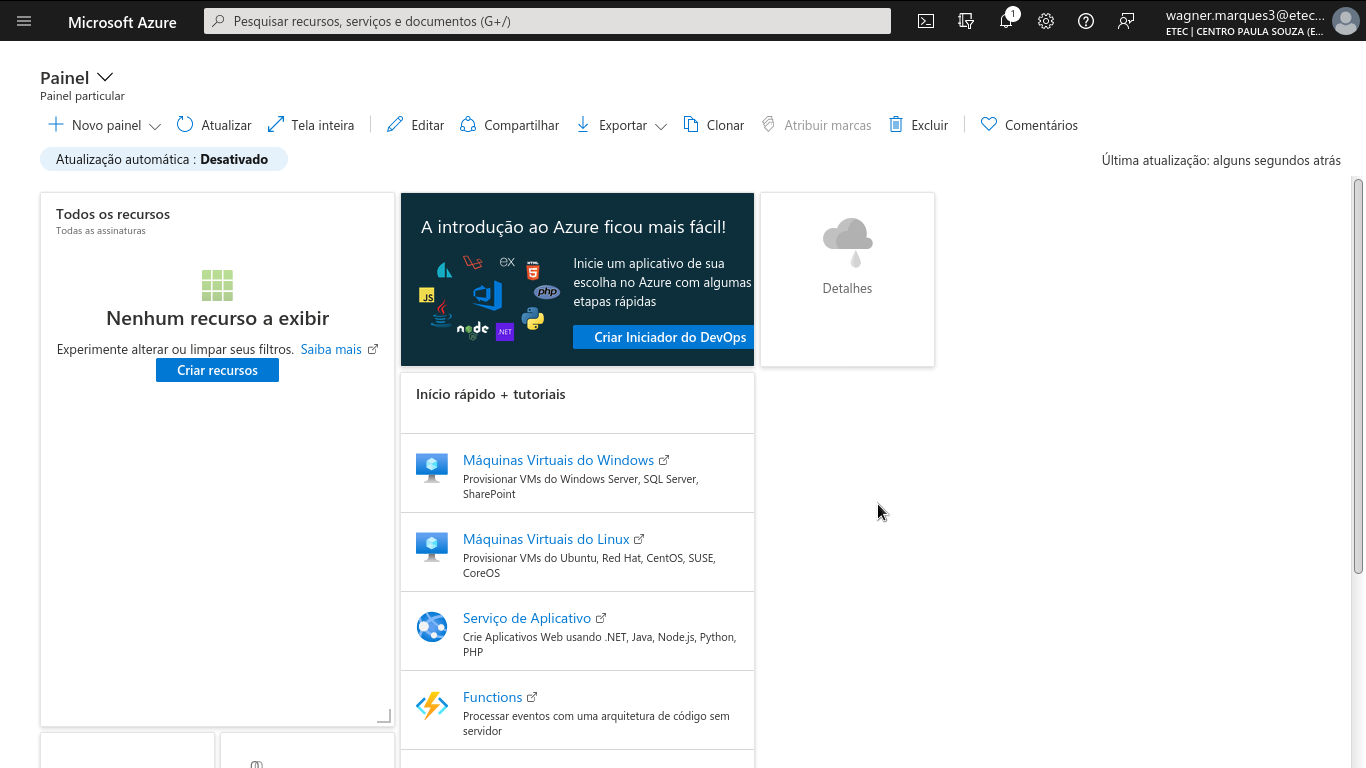 Microsoft Azure
Pesquisar recursos, serviços e documentos (G+/)
1
wagner.marques3@etec...
ETEC | CENTRO PAULA SOUZA (E...
Painel
Painel particular
Novo painel
Atualizar
Tela inteira
Editar
Compartilhar
Exportar
Clonar
Atribuir marcas
Excluir
Comentários
Atualização automática : Desativado
Última atualização: alguns segundos atrás
Todos os recursos
Todas as assinaturas
Nenhum recurso a exibir
Experimente alterar ou limpar seus filtros. Saiba mais
Criar recursos
A introdução ao Azure ficou mais fácil!
EX
HTML
5
JS
php
node
.NET
Inicie um aplicativo de sua
escolha no Azure com algumas
etapas rápidas
Criar Iniciador do DevOps
Detalhes
Início rápido + tutoriais
Máquinas Virtuais do Windows
Provisionar VMs do Windows Server, SQL Server,
SharePoint
Máquinas Virtuais do Linux
Provisionar VMs do Ubuntu, Red Hat, CentOS, SUSE,
CoreOS
Serviço de Aplicativo
Crie Aplicativos Web usando .NET, Java, Node.js, Python,
PHP
Functions
Processar eventos com uma arquitetura de código sem
servidor